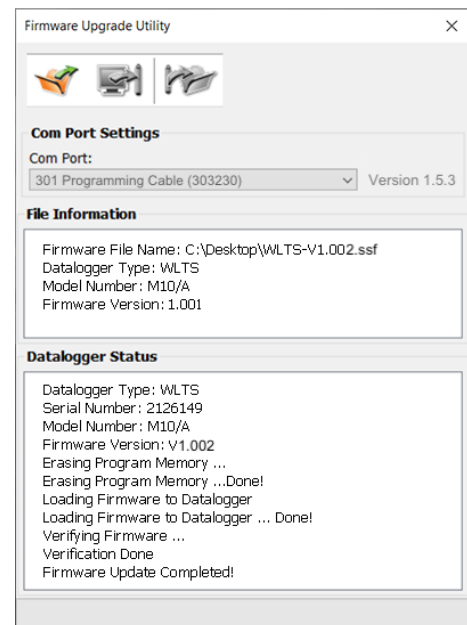 Firmware Upgrade Utility
Com Port Settings
Com Port:
301 Programming Cable (303230)
Version 1.5.3
File Information
Firmware File Name: C:\Desktop\WLTS-V1.002.ssf
Datalogger Type: WLTS
Model Number: M10/A
Firmware Version: 1.001
Datalogger Status
Datalogger Type: WLTS
Serial Number: 2126149
Model Number: M10/A
Firmware Version: V1.002
Erasing Program Memory ...
Erasing Program Memory ...Done!
Loading Firmware to Datalogger
Loading Firmware to Datalogger ... Done!
Verifying Firmware ...
Verification Done
Firmware Update Completed!